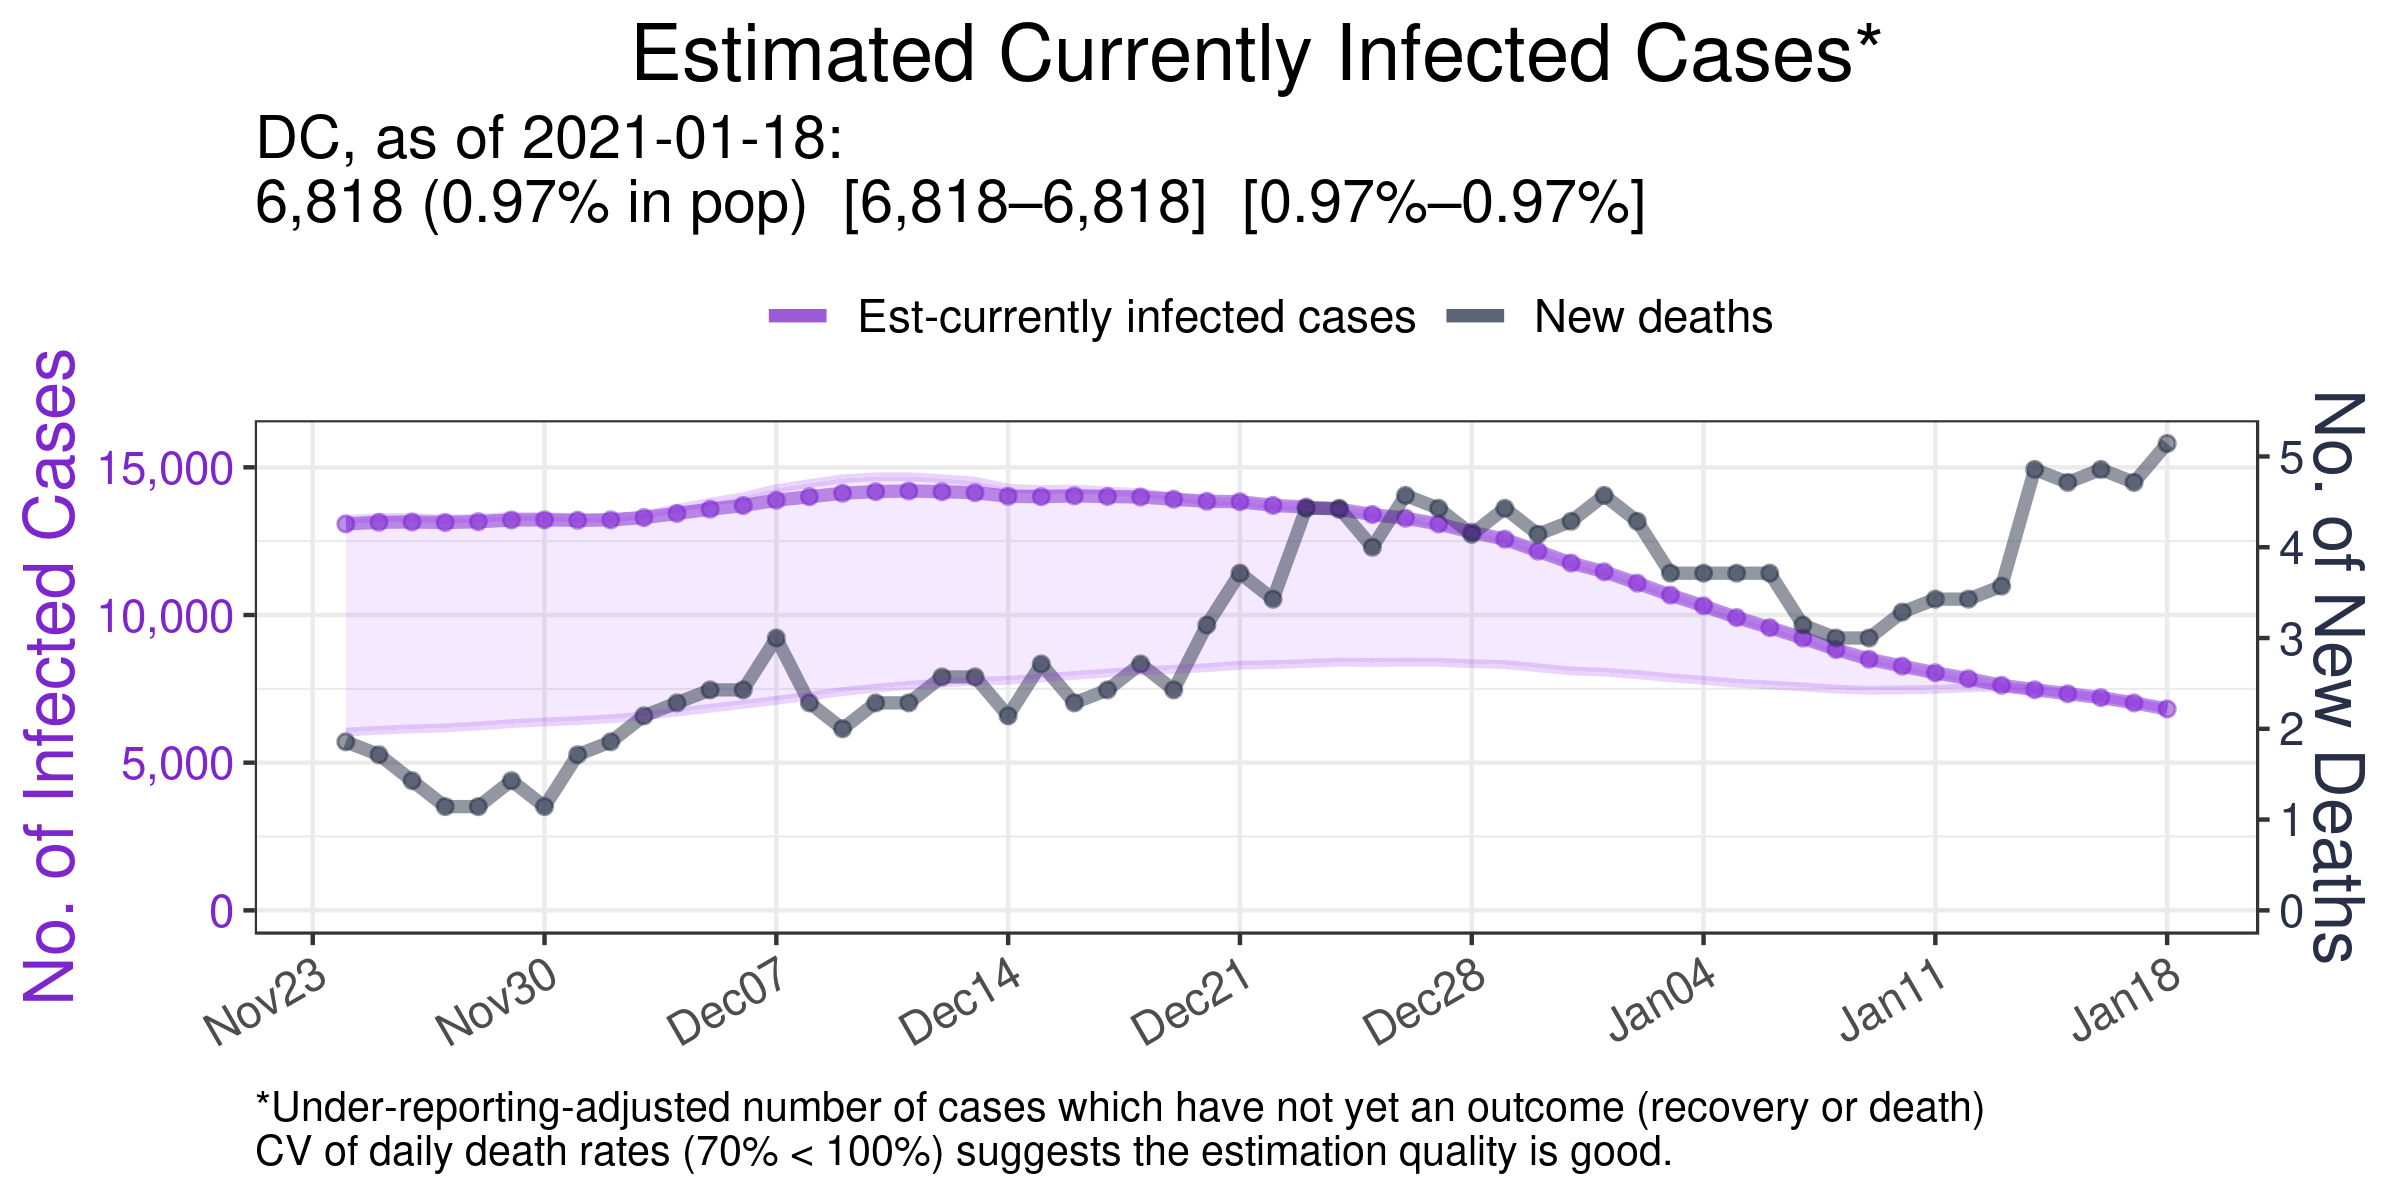 Estimated Currently Infected Cases*
DC, as of 2021-01-18:
6,818 (0.97% in pop)  [6,818–6,818]  [0.97%–0.97%]
Est-currently infected cases
New deaths
No. of Infected Cases
15,000
10,000
5,000
0
5
4
3
2
1
0
No. of New Deaths
Nov23
Nov30
Dec07
Dec14
Dec21
Dec28
Jan04
Jan11
Jan18
*Under-reporting-adjusted number of cases which have not yet an outcome (recovery or death)
CV of daily death rates (70% < 100%) suggests the estimation quality is good.